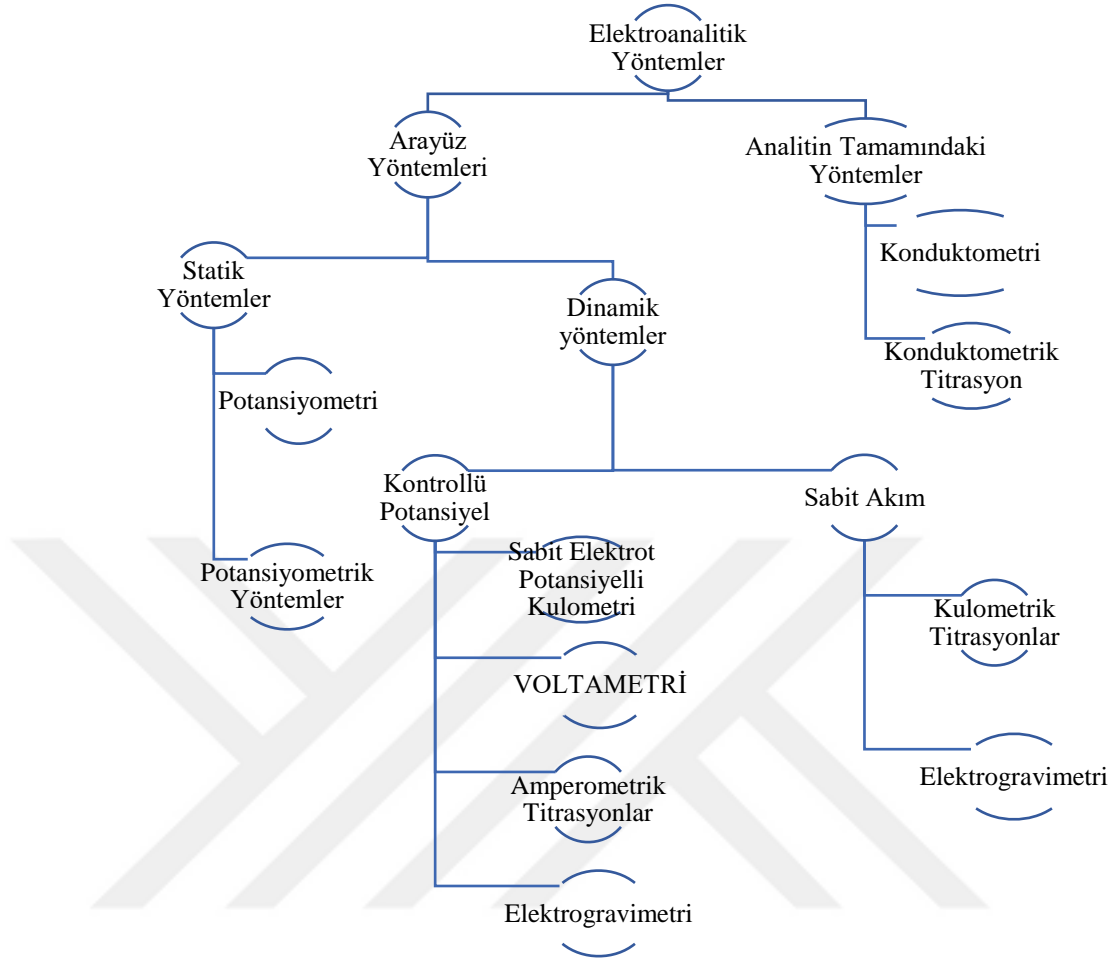 Elektroanalitik
Yöntemler
Arayüz
Yöntemleri
Analitin Tamamındaki
Yöntemler
Konduktometri
Konduktometrik
Titrasyon
Statik
Yöntemler
Dinamik
yöntemler
Potansiyometri
Potansiyometrik
Yöntemler
Kontrollü
Potansiyel
Sabit Elektrot
Potansiyelli
Kulometri
VOLTAMETRİ
Amperometrik
Titrasyonlar
Elektrogravimetri
Sabit Akım
Kulometrik
Titrasyonlar
Elektrogravimetri